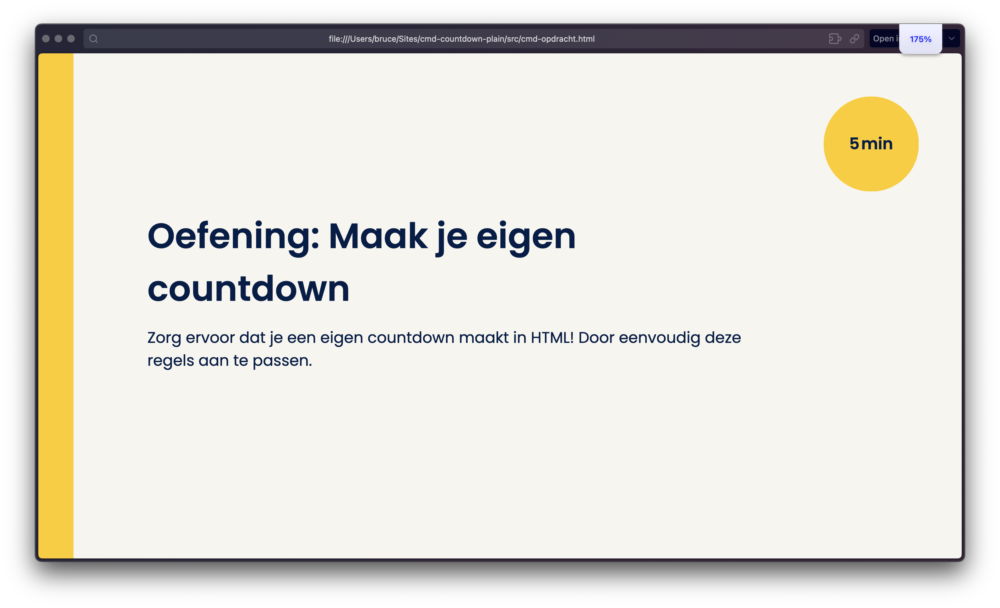 file:///Users/bruce/Sites/cmd-countdown-plain/src/cmd-opdracht.html
Open
175%
5 min
Oefening: Maak je eigen
countdown
Zorg ervoor dat je een eigen countdown maakt in HTML! Door eenvoudig deze
regels aan te passen.